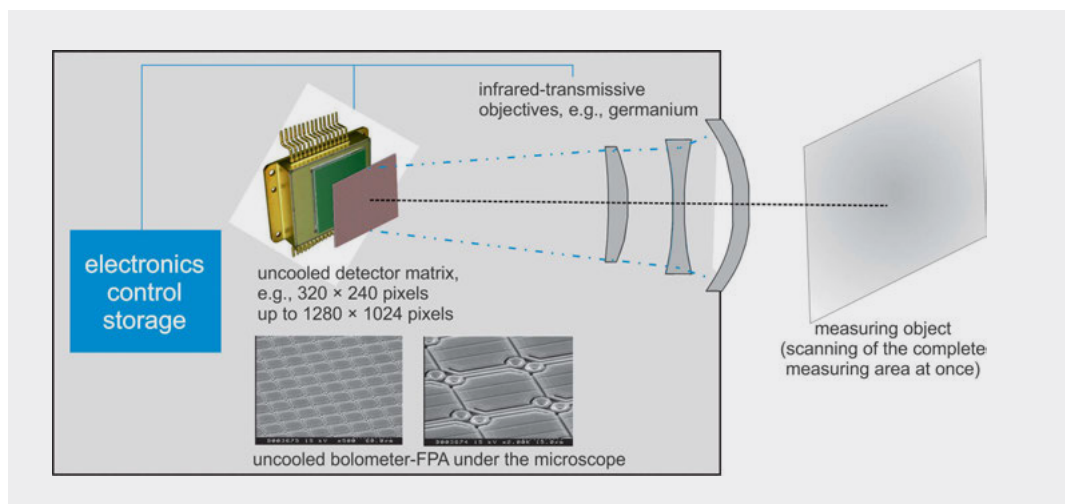 infrared-transmissive
objectives, e.g., germanium
electronics
control
storage
uncooled detector matrix,
e.g., 320 × 240 pixels
up to 1280 × 1024 pixels
measuring object
(scanning of the complete
measuring area at once)
uncooled bolometer-FPA under the microscope